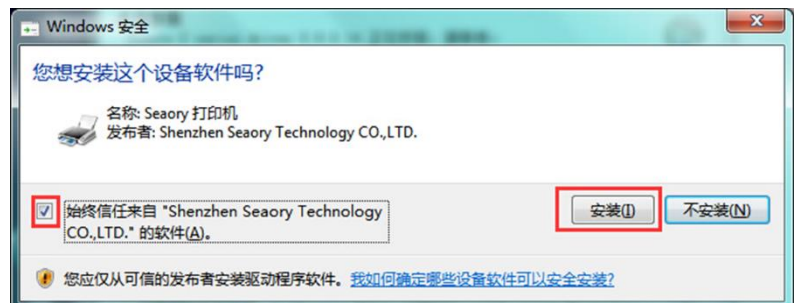 Windows 安全
您想安装这个设备软件吗?
名称: Seaory 打印机
发布者: Shenzhen Seaory Technology CO.,LTD.
始终信任来自 "Shenzhen Seaory Technology
CO.,LTD." 的软件(A)。
安装(I) 不安装(N)
您应仅从可信的发布者安装驱动程序软件。我如何确定哪些设备软件可以安全安装?